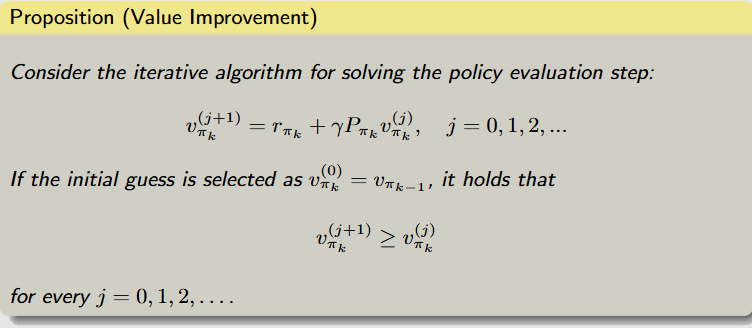 Proposition (Value Improvement)
Consider the iterative algorithm for solving the policy evaluation step:
$v_{\pi_k}^{(j+1)} = r_{\pi_k} + \gamma P_{\pi_k} v_{\pi_k}^{(j)}, \quad j = 0, 1, 2, ...$
If the initial guess is selected as $v_{\pi_k}^{(0)} = v_{\pi_{k-1}}$, it holds that
$v_{\pi_k}^{(j+1)} \geq v_{\pi_k}^{(j)}$
for every $j = 0, 1, 2, \ldots.$